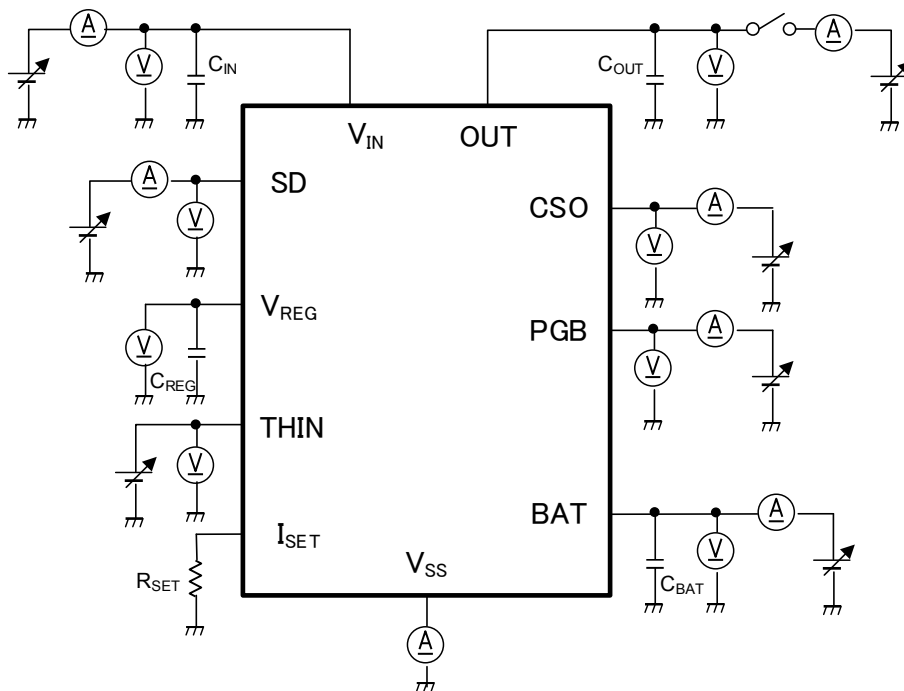 A
A
V
C_IN
C_OUT
V
V_IN
OUT
A
SD
V
CSO
A
V
V_REG
V
C_REG
PGB
A
V
THIN
V
BAT
A
V
C_BAT
I_SET
R_SET
V_SS
A